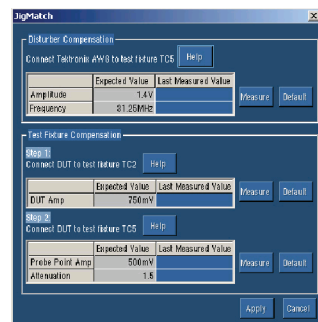 JigMatch
Disturber Compensation
Connect Tektronix AWG to test fixture TC5 Help
Expected Value Last Measured Value
Amplitude 1.4V
Frequency 31.25MHz
Measure Default
Test Fixture Compensation
Step 1:
Connect DUT to test fixture TC2 Help
Expected Value Last Measured Value
DUT Amp 750mV
Measure Default
Step 2
Connect DUT to test fixture TC5 Help
Expected Value Last Measured Value
Probe Point Amp 500mV
Attenuation 1.5
Measure Default
Apply Cancel